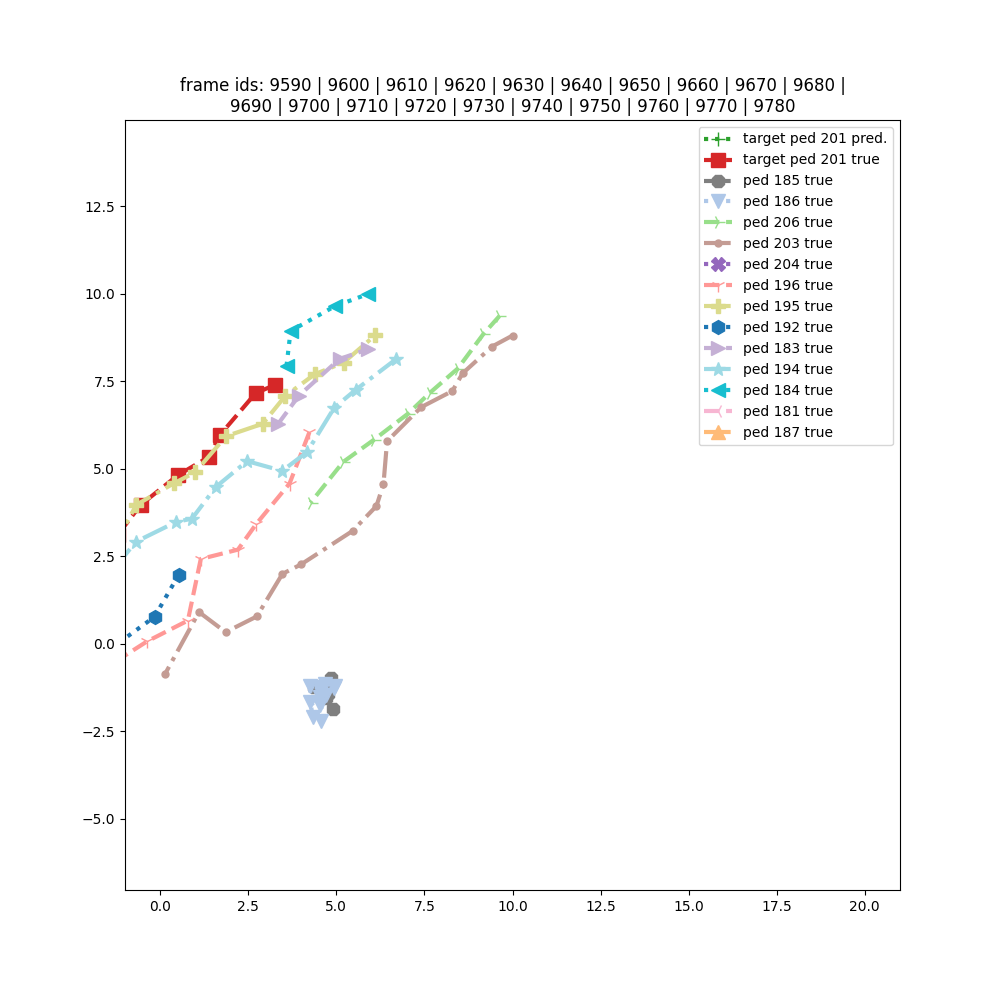 frame ids: 9590 | 9600 | 9610 | 9620 | 9630 | 9640 | 9650 | 9660 | 9670 | 9680 |
9690 | 9700 | 9710 | 9720 | 9730 | 9740 | 9750 | 9760 | 9770 | 9780
target ped 201 pred.
target ped 201 true
ped 185 true
ped 186 true
ped 206 true
ped 203 true
ped 204 true
ped 196 true
ped 195 true
ped 192 true
ped 183 true
ped 194 true
ped 184 true
ped 181 true
ped 187 true
12.5
10.0
7.5
5.0
2.5
0.0
−2.5
−5.0
0.0 2.5 5.0 7.5 10.0 12.5 15.0 17.5 20.0